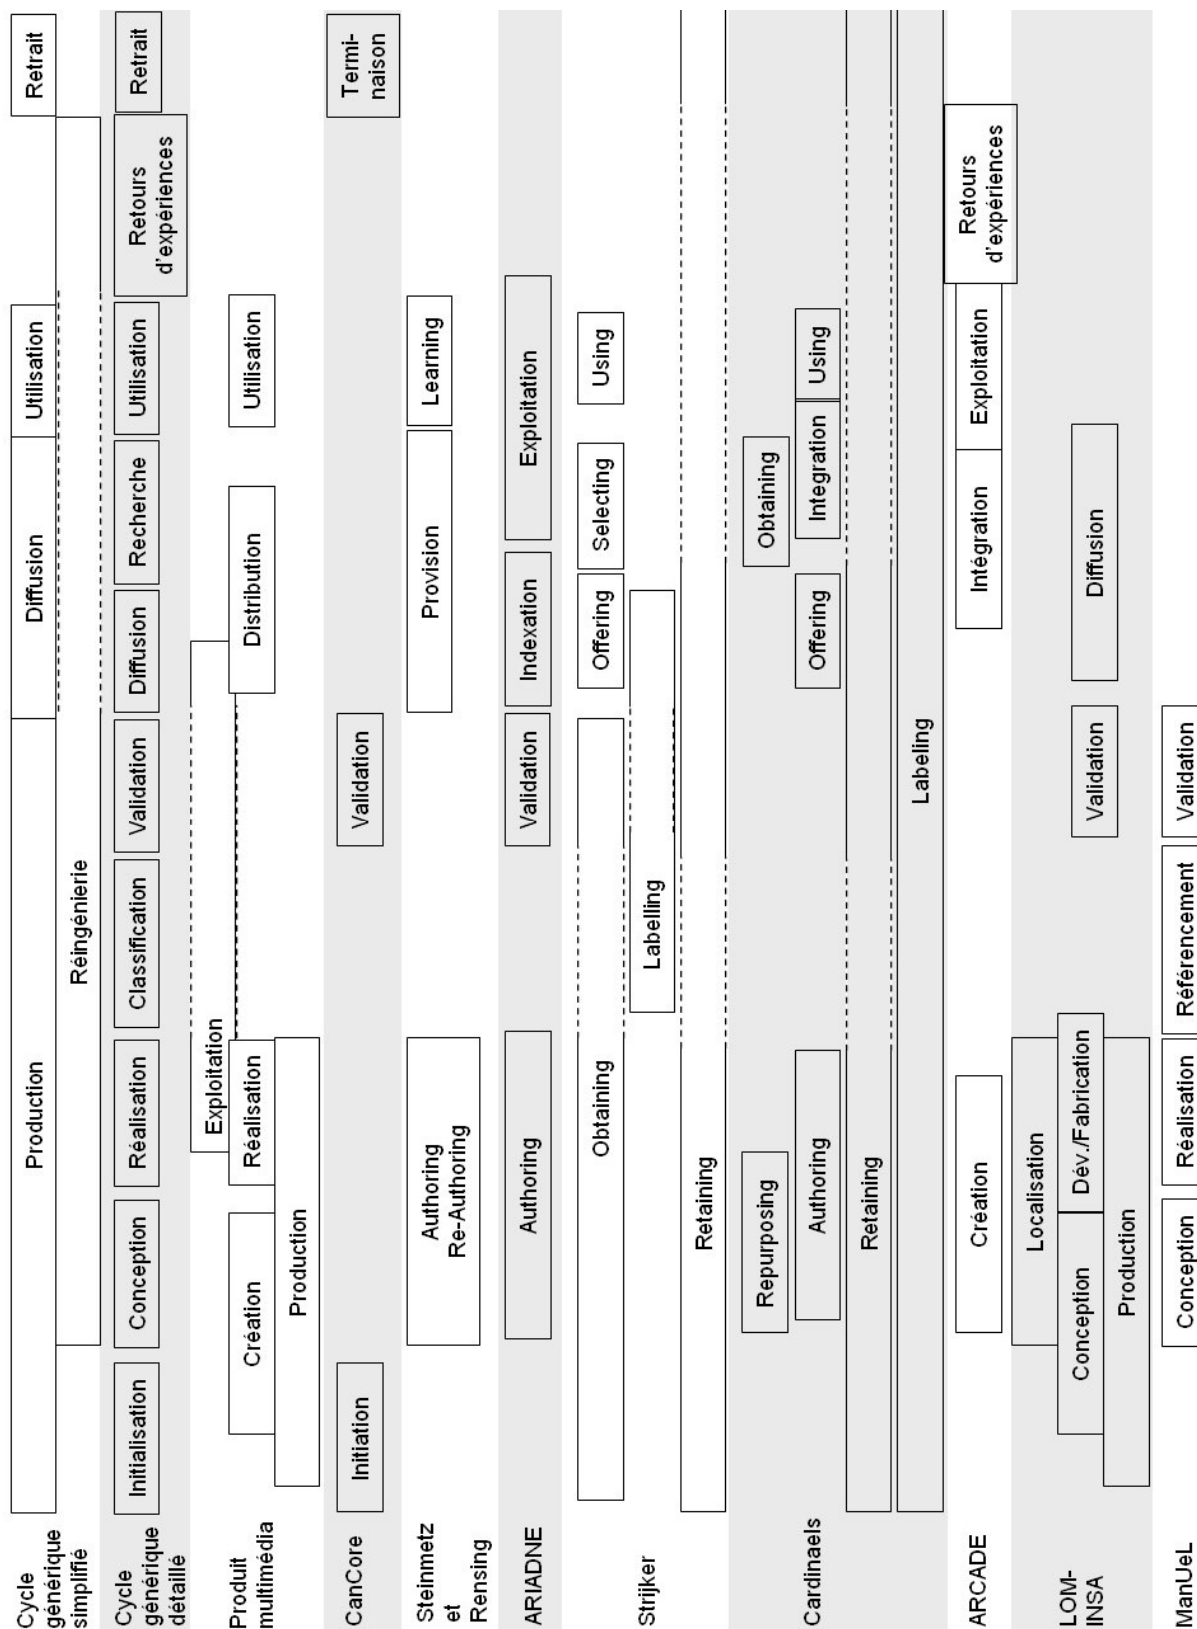 Cycle
générique
simplifié
Production
Diffusion
Utilisation
Retrait
Réingénierie
Cycle
générique
détaillé
Initialisation
Conception
Réalisation
Classification
Validation
Diffusion
Recherche
Utilisation
Retours
d'expériences
Retrait
Produit
multimédia
Exploitation
Création
Réalisation
Distribution
Utilisation
Production
CanCore
Initiation
Validation
Termi-
naison
Steinmetz
et
Rensing
Authoring
Re-Authoring
Provision
Learning
ARIADNE
Authoring
Validation
Indexation
Exploitation
Strijker
Obtaining
Offering
Selecting
Using
Labelling
Retaining
Cardinaels
Repurposing
Obtaining
Authoring
Offering
Integration
Using
Retaining
Labeling
ARCADE
Création
Intégration
Exploitation
Retours
d'expériences
LOM-
INSA
Localisation
Conception
Dév./Fabrication
Validation
Diffusion
Production
ManUeL
Conception
Réalisation
Référencement
Validation